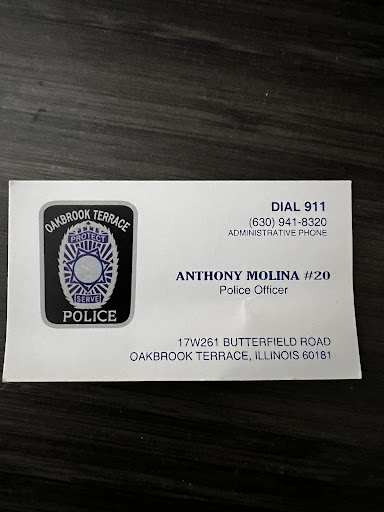 OAKBROOK TERRACE
PROTECT
SERVE
POLICE
DIAL 911
(630) 941-8320
ADMINISTRATIVE PHONE
ANTHONY MOLINA #20
Police Officer
17W261 BUTTERFIELD ROAD
OAKBROOK TERRACE, ILLINOIS 60181